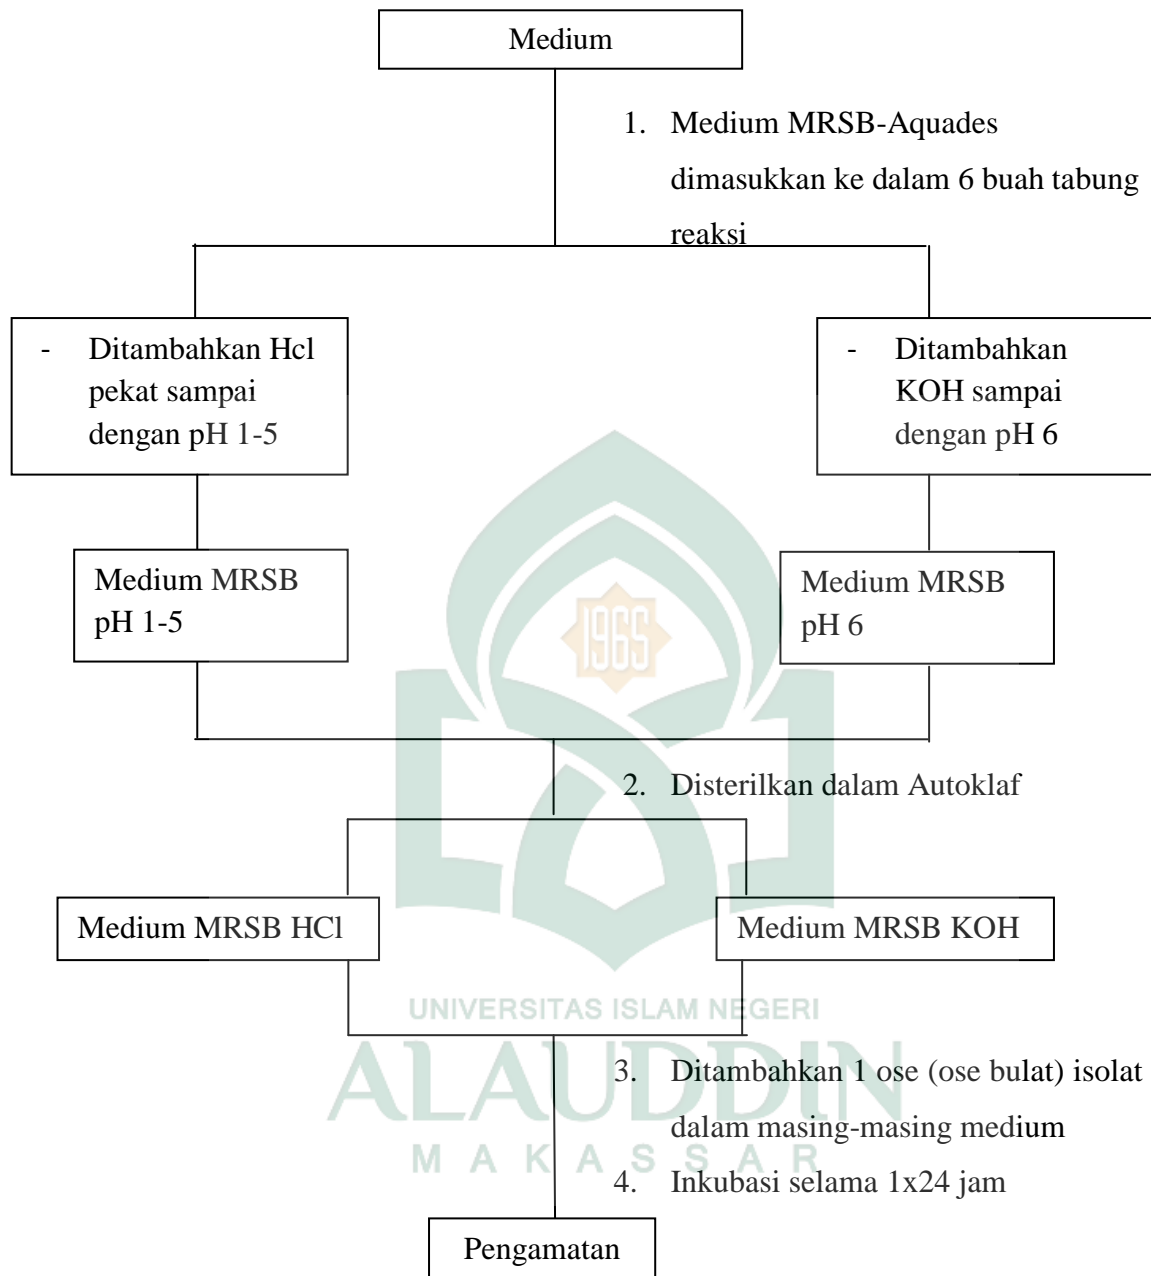 Medium
1. Medium MRSB-Aquades
dimasukkan ke dalam 6 buah tabung
reaksi
- Ditambahkan Hcl
pekat sampai
dengan pH 1-5
- Ditambahkan
KOH sampai
dengan pH 6
Medium MRSB
pH 1-5
Medium MRSB
pH 6
1965
2. Disterilkan dalam Autoklaf
Medium MRSB HCl
Medium MRSB KOH
UNIVERSITAS ISLAM NEGERI
ALAUDDIN
MAKASSAR
3. Ditambahkan 1 ose (ose bulat) isolat
dalam masing-masing medium
4. Inkubasi selama 1x24 jam
Pengamatan